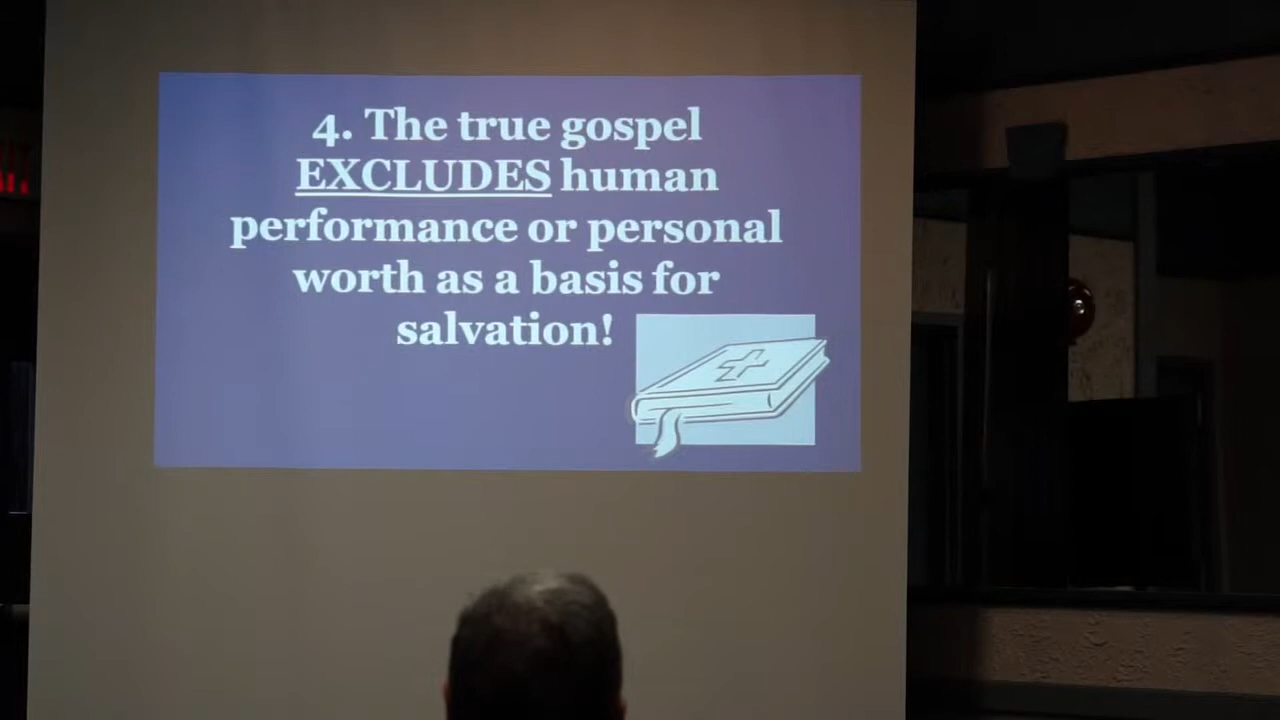 4. The true gospel
EXCLUDES human
performance or personal
worth as a basis for
salvation!